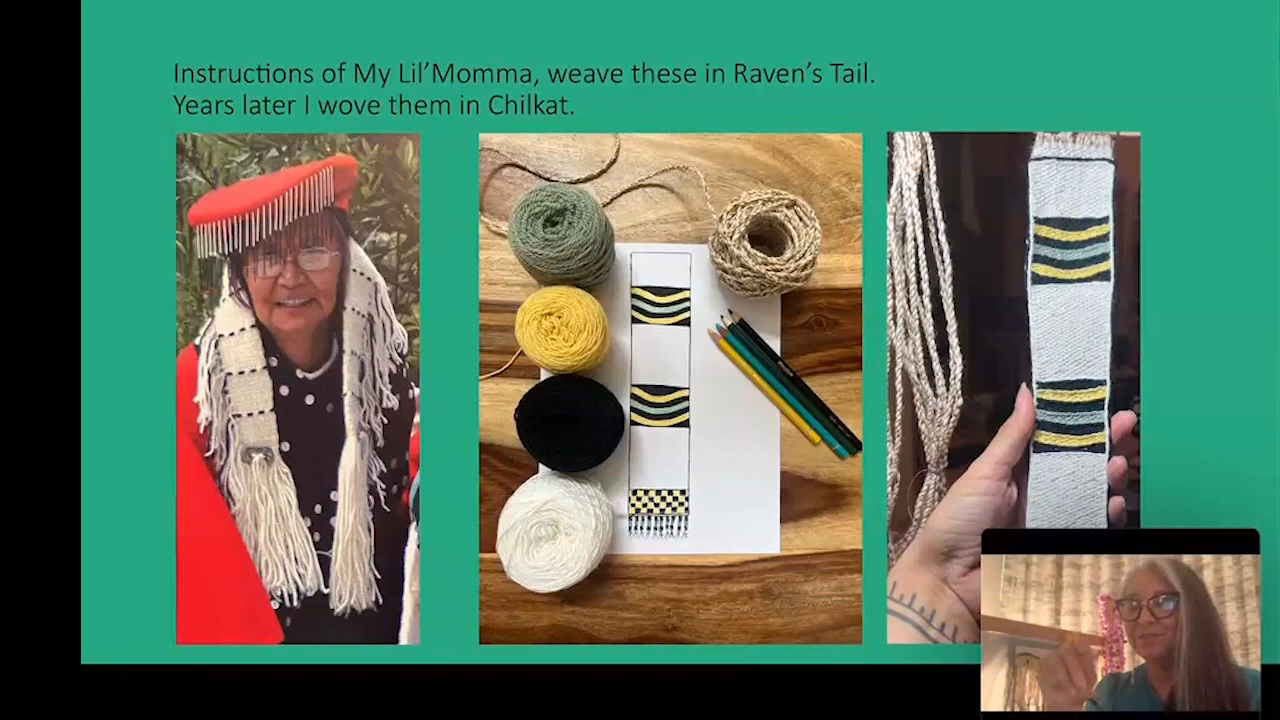 Instructions of My Lil’Momma, weave these in Raven’s Tail.
Years later I wove them in Chilkat.